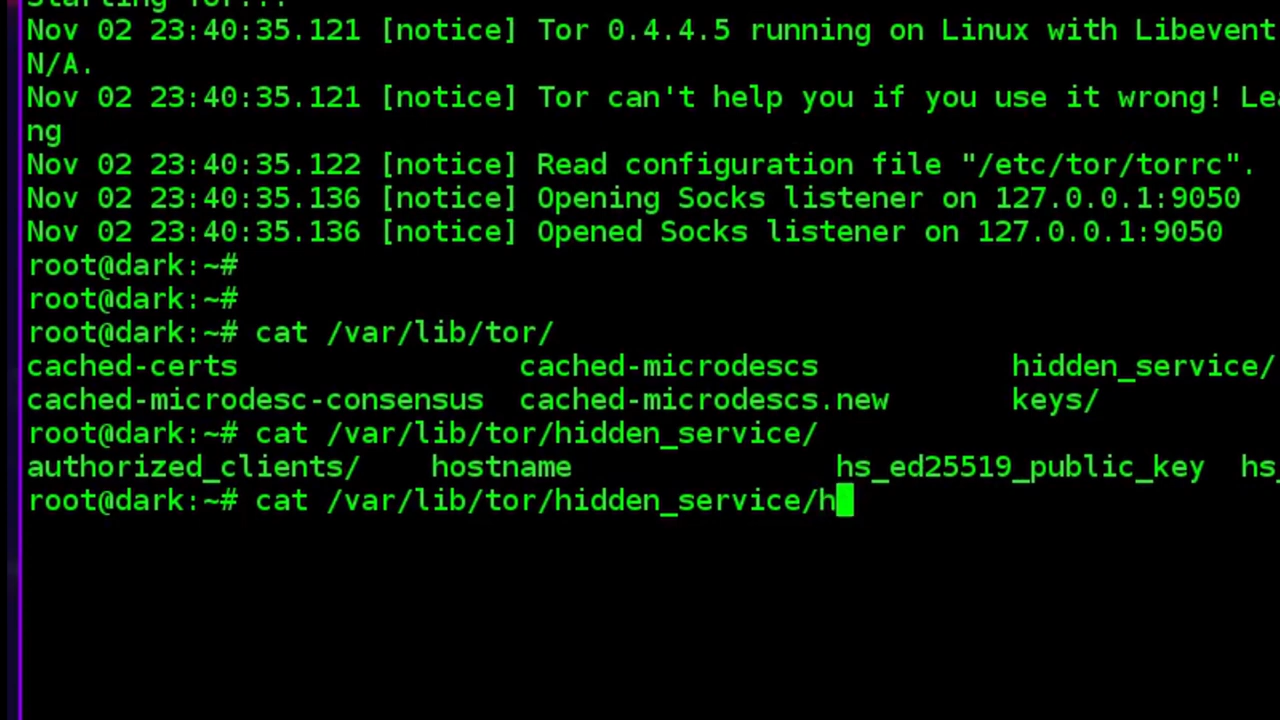 Starting Tor...
Nov 02 23:40:35.121 [notice] Tor 0.4.4.5 running on Linux with Libevent
N/A.
Nov 02 23:40:35.121 [notice] Tor can't help you if you use it wrong! Lea
ng
Nov 02 23:40:35.122 [notice] Read configuration file "/etc/tor/torrc".
Nov 02 23:40:35.136 [notice] Opening Socks listener on 127.0.0.1:9050
Nov 02 23:40:35.136 [notice] Opened Socks listener on 127.0.0.1:9050
root@dark:~#
root@dark:~#
root@dark:~# cat /var/lib/tor/
cached-certs cached-microdescs hidden_service/
cached-microdesc-consensus cached-microdescs.new keys/
root@dark:~# cat /var/lib/tor/hidden_service/
authorized_clients/ hostname hs_ed25519_public_key hs_
root@dark:~# cat /var/lib/tor/hidden_service/h